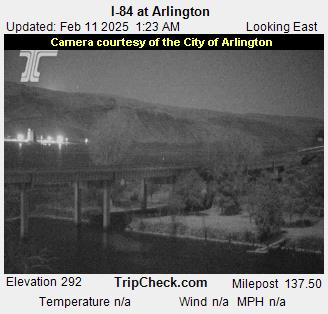 I-84 at Arlington
Updated: Feb 11 2025 1:23 AM Looking East
Camera courtesy of the City of Arlington
Elevation 292 TripCheck.com Milepost 137.50
Temperature n/a Wind n/a MPH n/a